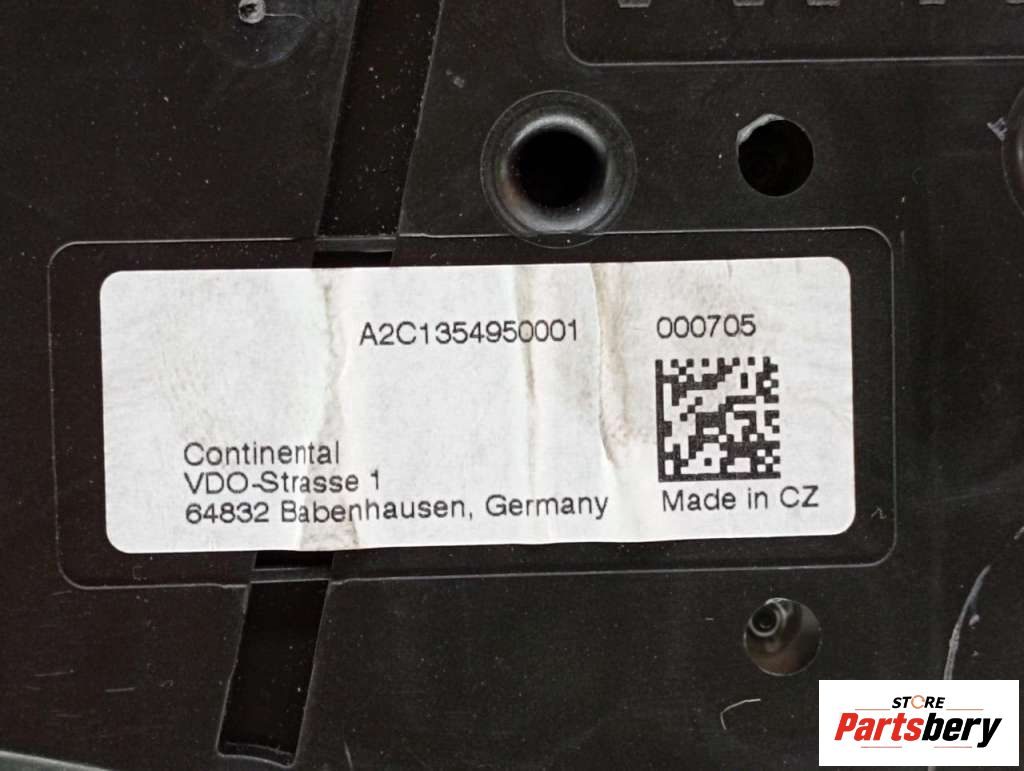 A2C1354950001 000705
Continental
VDO-Strasse 1
64832 Babenhausen, Germany
Made in CZ
STORE
Partsbery